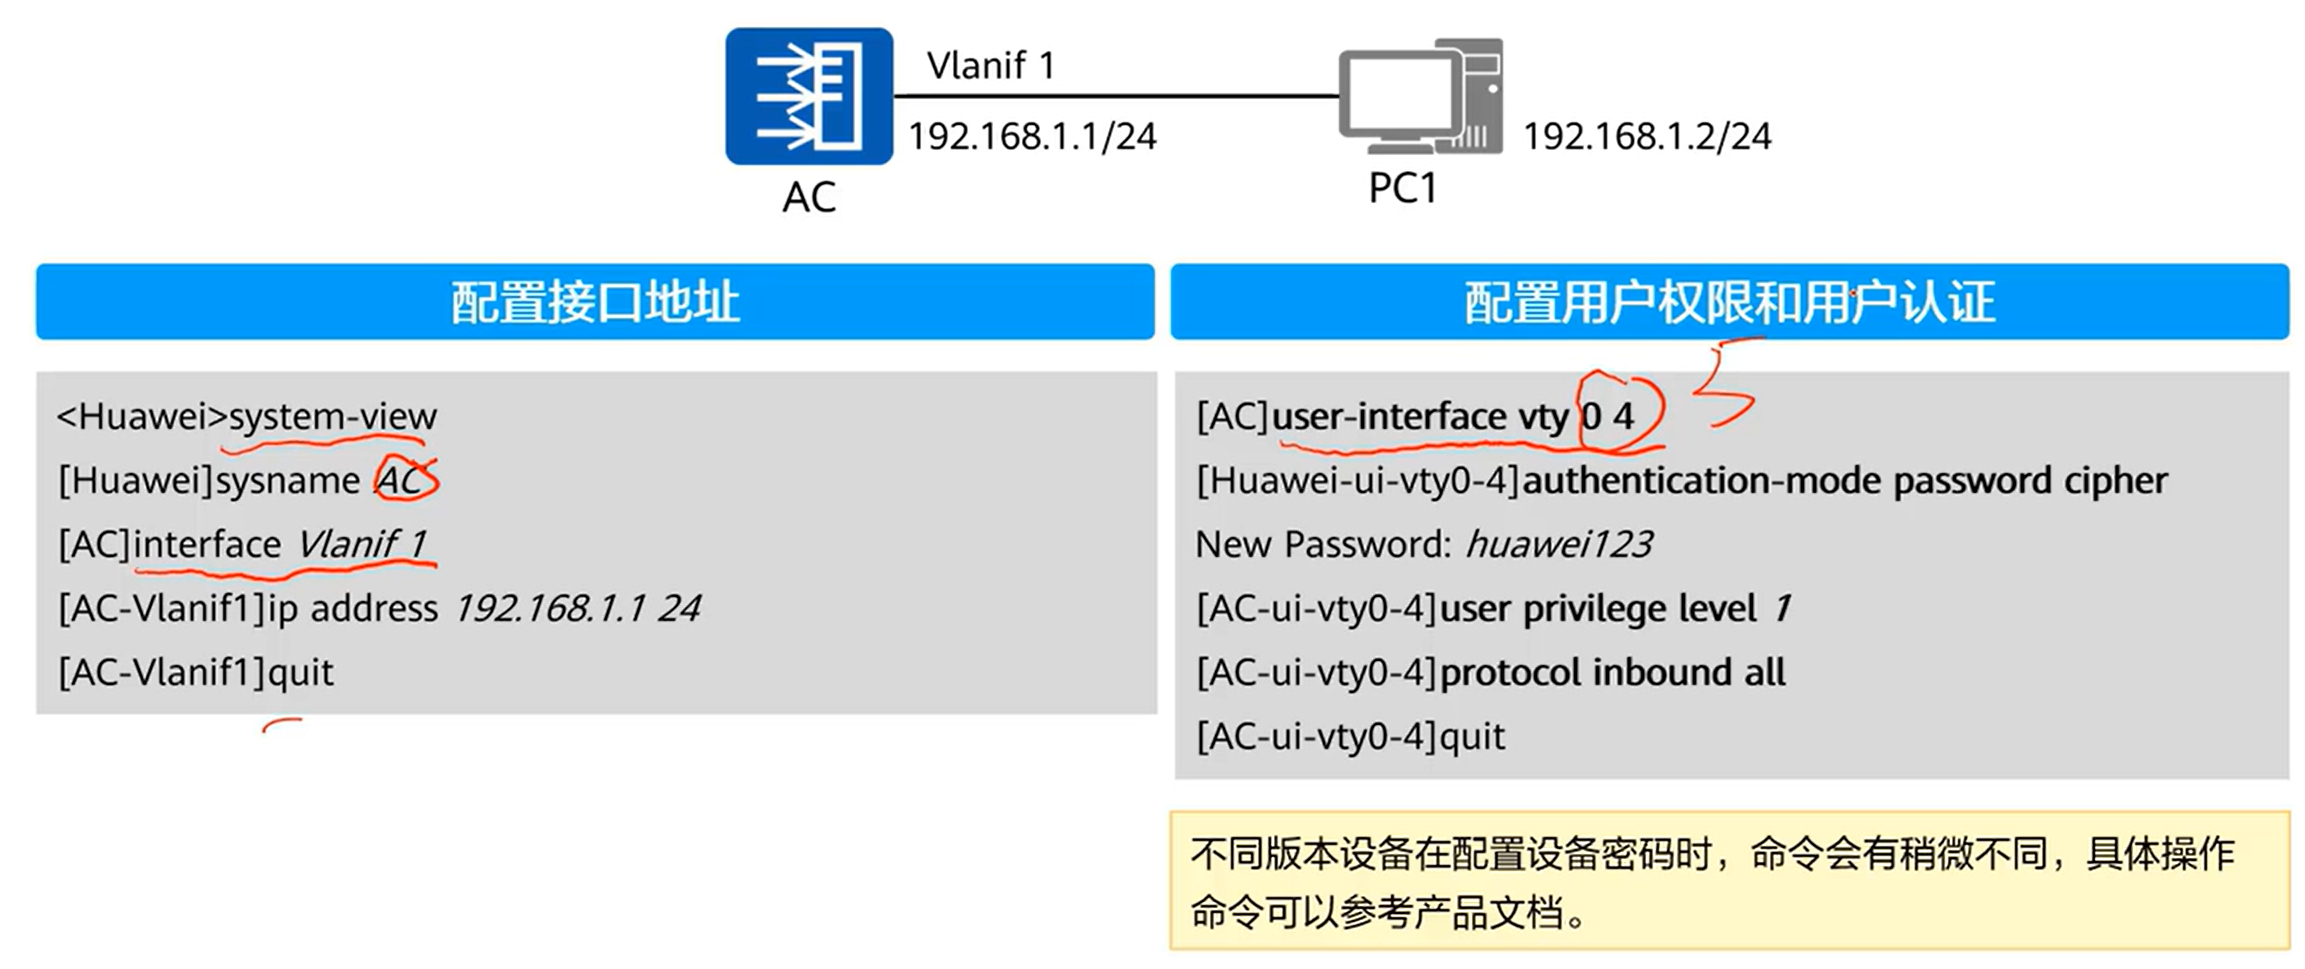 Vlanif 1
192.168.1.1/24
192.168.1.2/24
AC
PC1
配置接口地址
<Huawei>system-view
[Huawei]sysname AC
[AC]interface Vlanif 1
[AC-Vlanif1]ip address 192.168.1.1 24
[AC-Vlanif1]quit
配置用户权限和用户认证
5
[AC]user-interface vty 0 4
[Huawei-ui-vty0-4]authentication-mode password cipher
New Password: huawei123
[AC-ui-vty0-4]user privilege level 1
[AC-ui-vty0-4]protocol inbound all
[AC-ui-vty0-4]quit
不同版本设备在配置设备密码时，命令会有稍微不同，具体操作
命令可以参考产品文档。